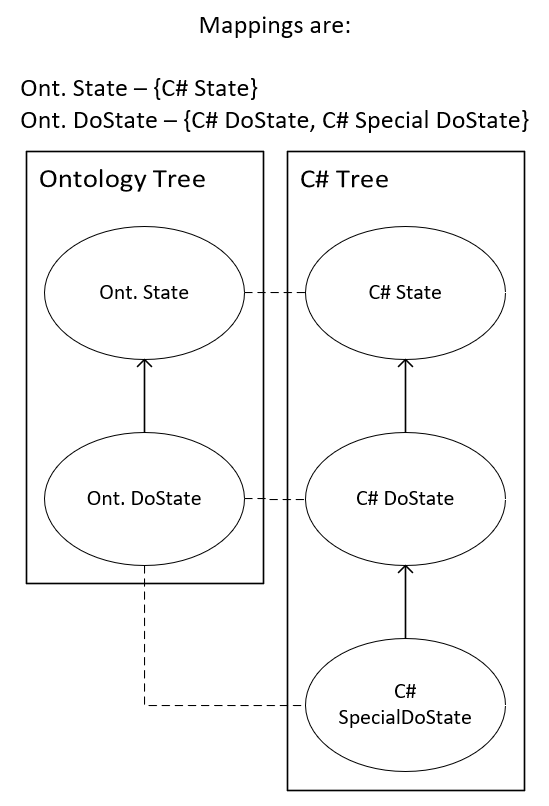 Mappings are:
Ont. State – {C# State}
Ont. DoState – {C# DoState, C# Special DoState}
Ontology Tree
C# Tree
Ont. State
C# State
Ont. DoState
C# DoState
C#
SpecialDoState